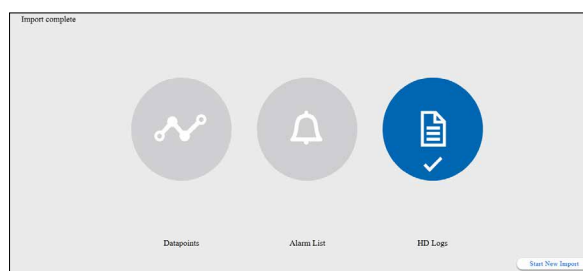 Import complete
Datapoints
Alarm List
HD Logs
Start New Import